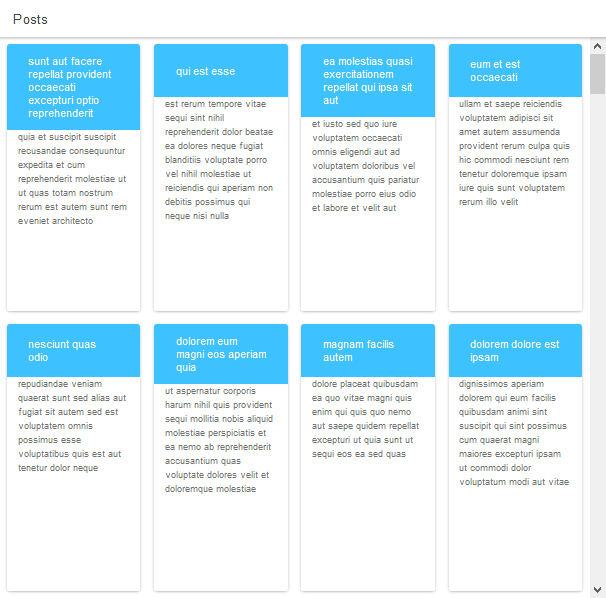 Posts
sunt aut facere
repellat provident
occaecati
excepturi optio
reprehenderit
quia et suscipit suscipit
recusandae consequuntur
expedita et cum
reprehenderit molestiae ut
ut quas totam nostrum
rerum est autem sunt rem
eveniet architecto
qui est esse
est rerum tempore vitae
sequi sint nihil
reprehenderit dolor beatae
ea dolores neque fugiat
blanditiis voluptate porro
vel nihil molestiae ut
reiciendis qui aperiam non
debitis possimus qui
neque nisi nulla
ea molestias quasi
exercitationem
repellat qui ipsa sit
aut
et iusto sed quo iure
voluptatem occaecati
omnis eligendi aut ad
voluptatem doloribus vel
accusantium quis pariatur
molestiae porro eius odio
et labore et velit aut
eum et est
occaecati
ullam et saepe reiciendis
voluptatem adipisci sit
amet autem assumenda
provident rerum culpa quis
hic commodi nesciunt rem
tenetur doloremque ipsam
iure quis sunt voluptatem
rerum illo velit
nesciunt quas
odio
repudiandae veniam
quaerat sunt sed alias aut
fugiat sit autem sed est
voluptatem omnis
possimus esse
voluptatibus quis est aut
tenetur dolor neque
dolorem eum
magni eos aperiam
quia
ut aspernatur corporis
harum nihil quis provident
sequi mollitia nobis aliquid
molestiae perspiciatis et
ea nemo ab reprehenderit
accusantium quas
voluptate dolores velit et
doloremque molestiae
magnam facilis
autem
dolore placeat quibusdam
ea quo vitae magni quis
enim qui quis quo nemo
aut saepe quidem repellat
excepturi ut quia sunt ut
sequi eos ea sed quas
dolorem dolore est
ipsam
dignissimos aperiam
dolorem qui eum facilis
quibusdam animi sint
suscipit qui sint possimus
cum quaerat magni
maiores excepturi ipsam
ut commodi dolor
voluptatum modi aut vitae